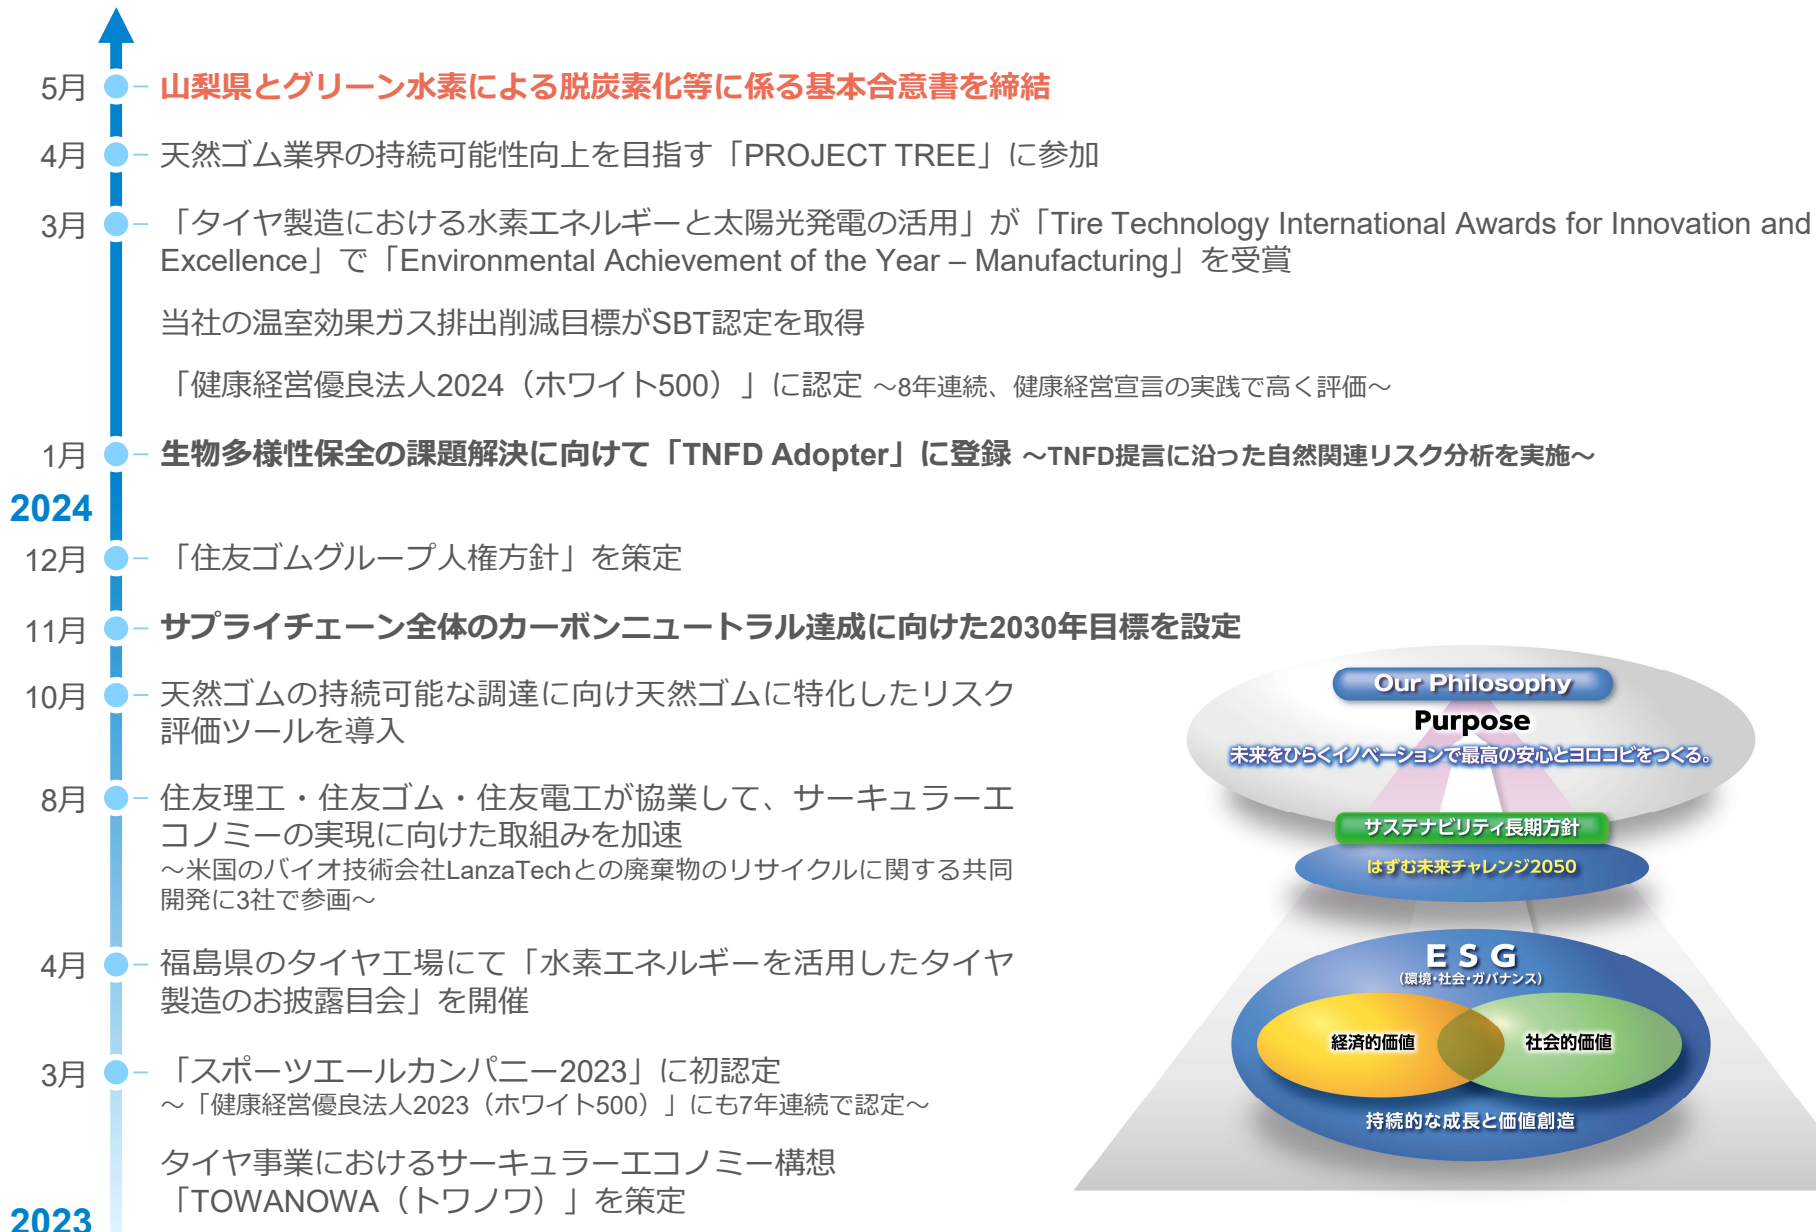 5月
山梨県とグリーン水素による脱炭素化等に係る基本合意書を締結
4月
天然ゴム業界の持続可能性向上を目指す「PROJECT TREE」に参加
3月
「タイヤ製造における水素エネルギーと太陽光発電の活用」が「Tire Technology International Awards for Innovation and
Excellence」で「Environmental Achievement of the Year – Manufacturing」を受賞
当社の温室効果ガス排出削減目標がSBT認定を取得
「健康経営優良法人2024（ホワイト500）」に認定 ～8年連続、健康経営宣言の実践で高く評価～
1月
生物多様性保全の課題解決に向けて「TNFD Adopter」に登録 ～TNFD提言に沿った自然関連リスク分析を実施～
2024
12月
「住友ゴムグループ人権方針」を策定
11月
サプライチェーン全体のカーボンニュートラル達成に向けた2030年目標を設定
10月
天然ゴムの持続可能な調達に向け天然ゴムに特化したリスク
評価ツールを導入
8月
住友理工・住友ゴム・住友電工が協業して、サーキュラーエ
コノミーの実現に向けた取組みを加速
～米国のバイオ技術会社LanzaTechとの廃棄物のリサイクルに関する共同
開発に3社で参画～
4月
福島県のタイヤ工場にて「水素エネルギーを活用したタイヤ
製造のお披露目会」を開催
3月
「スポーツエールカンパニー2023」に初認定
～「健康経営優良法人2023（ホワイト500）」にも7年連続で認定～
タイヤ事業におけるサーキュラーエコノミー構想
「TOWANOWA（トワノワ）」を策定
2023
Our Philosophy
Purpose
未来をひらくイノベーションで最高の安心とヨロコビをつくる。
サステナビリティ長期方針
はずむ未来チャレンジ2050
ESG
(環境・社会・ガバナンス)
経済的価値
社会的価値
持続的な成長と価値創造